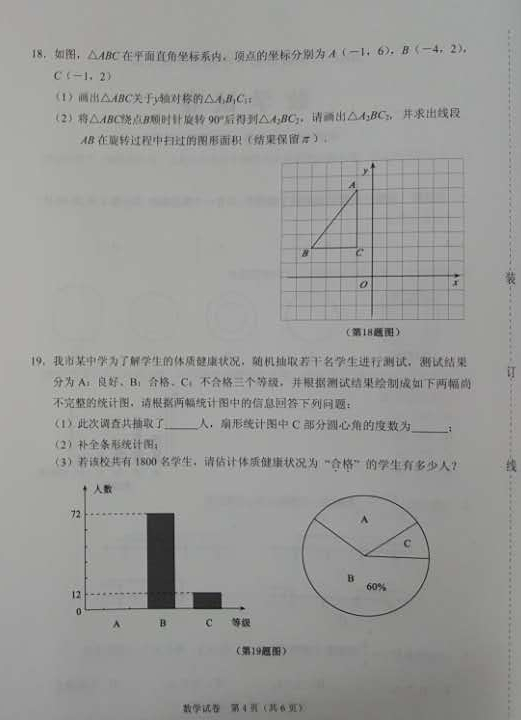 18. 如图，△ABC在平面直角坐标系内，顶点的坐标分别为A（－1，6），B（－4，2），
C（－1，2）
（1）画出△ABC关于y轴对称的△A₁B₁C₁；
（2）将△ABC绕点B顺时针旋转90°后得到△A₂BC₂，请画出△A₂BC₂，并求出线段
AB在旋转过程中扫过的图形面积（结果保留π）.
y
A
B
C
O
x
（第18题图）
装
19. 我市某中学为了解学生的体质健康状况，随机抽取若干名学生进行测试，测试结果
订
分为A：良好、B：合格、C：不合格三个等级，并根据测试结果绘制成如下两幅尚
不完整的统计图，请根据两幅统计图中的信息回答下列问题：
（1）此次调查共抽取了______人，扇形统计图中C部分圆心角的度数为______；
（2）补全条形统计图；
（3）若该校共有1800名学生，请估计体质健康状况为“合格”的学生有多少人？
线
人数
72
12
0
A B C 等级
A
C
B 60%
（第19题图）
数学试卷 第4页（共6页）